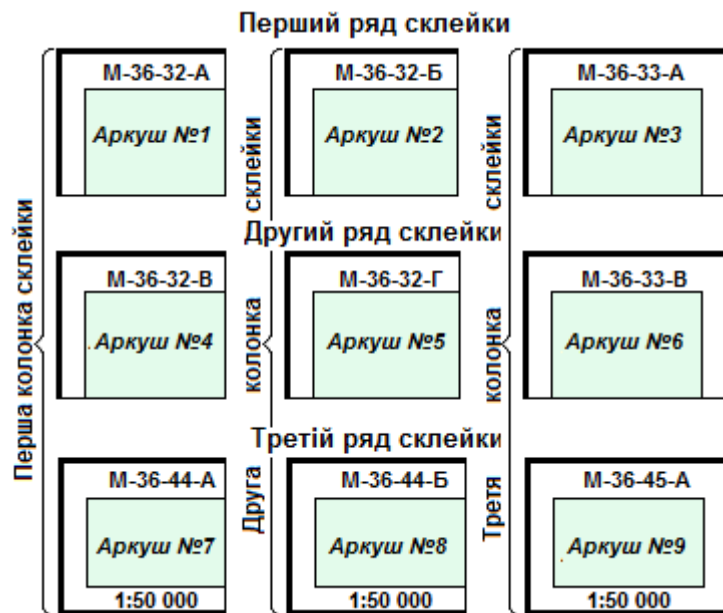 Перший ряд склейки
М-36-32-А
М-36-32-Б
М-36-33-А
Аркуш №1
Аркуш №2
Аркуш №3
Другий ряд склейки
М-36-32-В
М-36-32-Г
М-36-33-В
Аркуш №4
Аркуш №5
Аркуш №6
Третій ряд склейки
М-36-44-А
М-36-44-Б
М-36-45-А
Аркуш №7
Аркуш №8
Аркуш №9
1:50 000
1:50 000
1:50 000
Перша колонка склейки
Друга колонка склейки
Третя колонка склейки